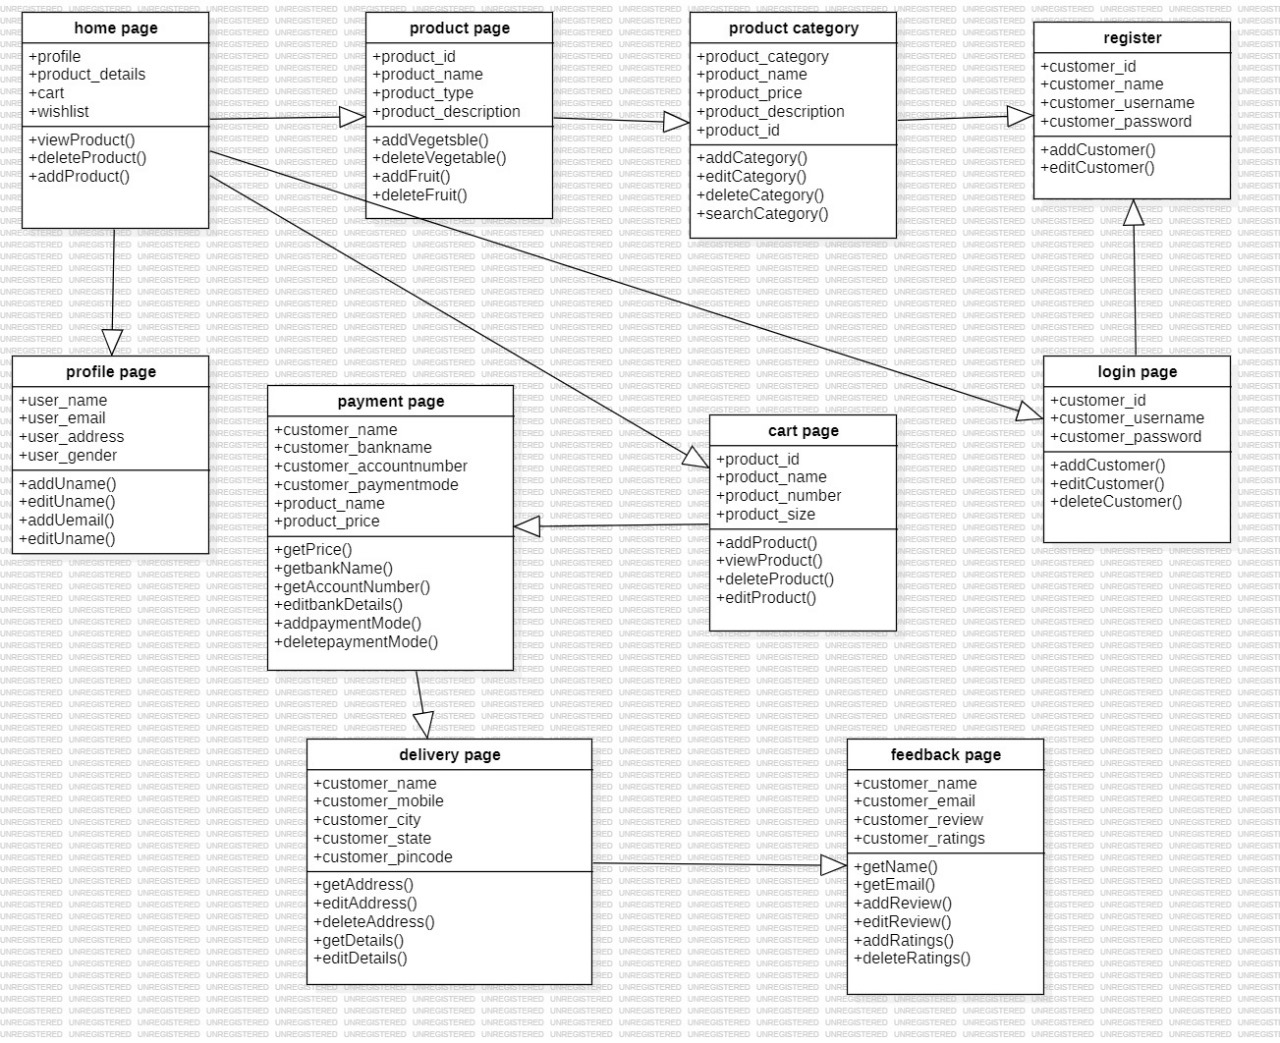 home page
+profile
+product_details
+cart
+wishlist
+viewProduct()
+deleteProduct()
+addProduct()
product page
+product_id
+product_name
+product_type
+product_description
+addVegetsble()
+deleteVegetable()
+addFruit()
+deleteFruit()
product category
+product_category
+product_name
+product_price
+product_description
+product_id
+addCategory()
+editCategory()
+deleteCategory()
+searchCategory()
register
+customer_id
+customer_name
+customer_username
+customer_password
+addCustomer()
+editCustomer()
profile page
+user_name
+user_email
+user_address
+user_gender
+addUname()
+editUname()
+addUemail()
+editUname()
payment page
+customer_name
+customer_bankname
+customer_accountnumber
+customer_paymentmode
+product_name
+product_price
+getPrice()
+getbankName()
+getAccountNumber()
+editbankDetails()
+addpaymentMode()
+deletepaymentMode()
cart page
+product_id
+product_name
+product_number
+product_size
+addProduct()
+viewProduct()
+deleteProduct()
+editProduct()
login page
+customer_id
+customer_username
+customer_password
+addCustomer()
+editCustomer()
+deleteCustomer()
delivery page
+customer_name
+customer_mobile
+customer_city
+customer_state
+customer_pincode
+getAddress()
+editAddress()
+deleteAddress()
+getDetails()
+editDetails()
feedback page
+customer_name
+customer_email
+customer_review
+customer_ratings
+getName()
+getEmail()
+addReview()
+editReview()
+addRatings()
+deleteRatings()
UNREGISTERED